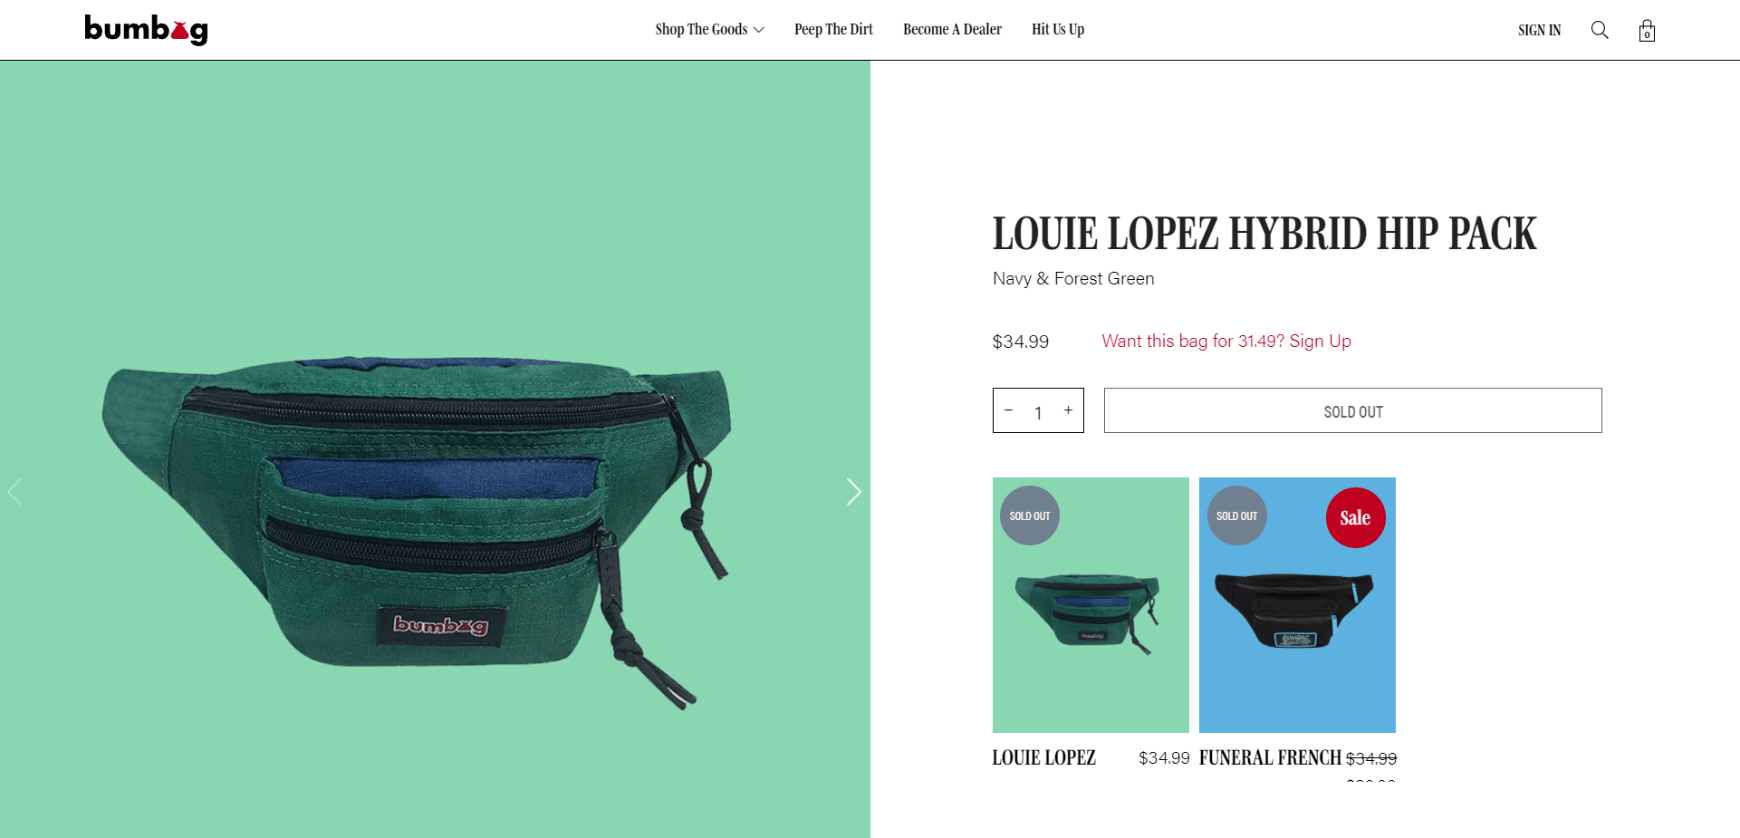 bumbag
Shop The Goods
Peep The Dirt
Become A Dealer
Hit Us Up
SIGN IN
0
LOUIE LOPEZ HYBRID HIP PACK
Navy & Forest Green
$34.99
Want this bag for 31.49? Sign Up
− 1 +
SOLD OUT
bumbag
SOLD OUT
bumbag
SOLD OUT
Sale
BUMBAG
LOUIE LOPEZ
$34.99
FUNERAL FRENCH
$34.99